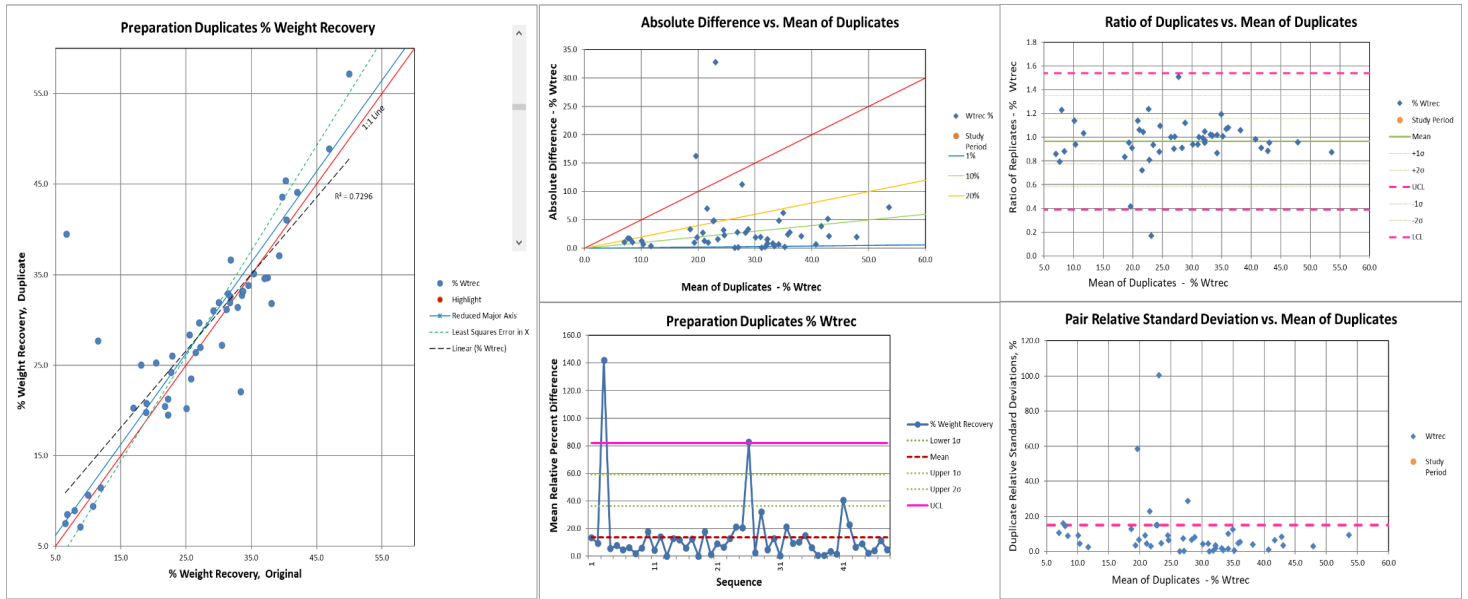 Preparation Duplicates % Weight Recovery
% Weight Recovery, Duplicate
55.0
45.0
35.0
25.0
15.0
5.0
5.0 15.0 25.0 35.0 45.0 55.0
% Weight Recovery, Original
1:1 Line
R² = 0.7296
% Wtrec
Highlight
Reduced Major Axis
Least Squares Error in X
Linear (% Wtrec)
Absolute Difference vs. Mean of Duplicates
Absolute Difference - % Wtrec
35.0
30.0
25.0
20.0
15.0
10.0
5.0
0.0
0.0 10.0 20.0 30.0 40.0 50.0 60.0
Mean of Duplicates - % Wtrec
Wtrec %
Study
Period
1%
10%
20%
Ratio of Duplicates vs. Mean of Duplicates
Ratio of Replicates - % Wtrec
1.8
1.6
1.4
1.2
1.0
0.8
0.6
0.4
0.2
0.0
5.0 10.0 15.0 20.0 25.0 30.0 35.0 40.0 45.0 50.0 55.0 60.0
Mean of Duplicates - % Wtrec
% Wtrec
Study Period
Mean
+1σ
+2σ
UCL
-1σ
-2σ
LCL
Preparation Duplicates % Wtrec
Mean Relative Percent Difference
160.0
140.0
120.0
100.0
80.0
60.0
40.0
20.0
0.0
1 11 21 31 41
Sequence
% Weight Recovery
Lower 1σ
Mean
Upper 1σ
Upper 2σ
UCL
Pair Relative Standard Deviation vs. Mean of Duplicates
Duplicate Relative Standard Deviations, %
120.0
100.0
80.0
60.0
40.0
20.0
0.0
5.0 10.0 15.0 20.0 25.0 30.0 35.0 40.0 45.0 50.0 55.0 60.0
Mean of Duplicates - % Wtrec
Wtrec
Study
Period